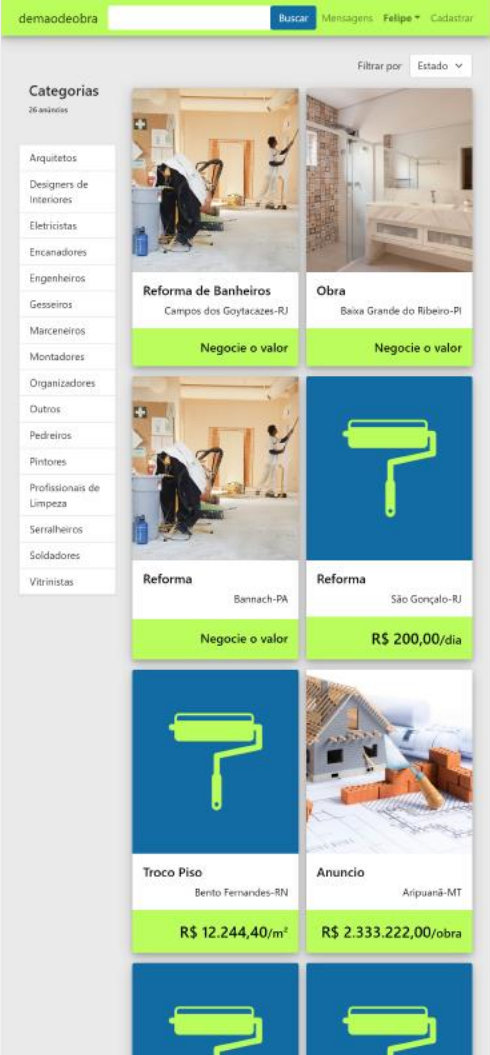 demaodeobra
Buscar
Mensagens
Felipe
Cadastrar
Filtrar por
Estado
Categorias
26 anúncios
Arquitetos
Designers de
Interiores
Eletricistas
Encanadores
Engenheiros
Gesseiros
Marceneiros
Montadores
Organizadores
Outros
Pedreiros
Pintores
Profissionais de
Limpeza
Serralheiros
Soldadores
Vitrinistas
Reforma de Banheiros
Campos dos Goytacazes-RJ
Negocie o valor
Obra
Baixa Grande do Ribeiro-PI
Negocie o valor
Reforma
Bannach-PA
Negocie o valor
Reforma
São Gonçalo-RJ
R$ 200,00/dia
Troco Piso
Bento Fernandes-RN
R$ 12.244,40/m²
Anuncio
Aripuanã-MT
R$ 2.333.222,00/obra